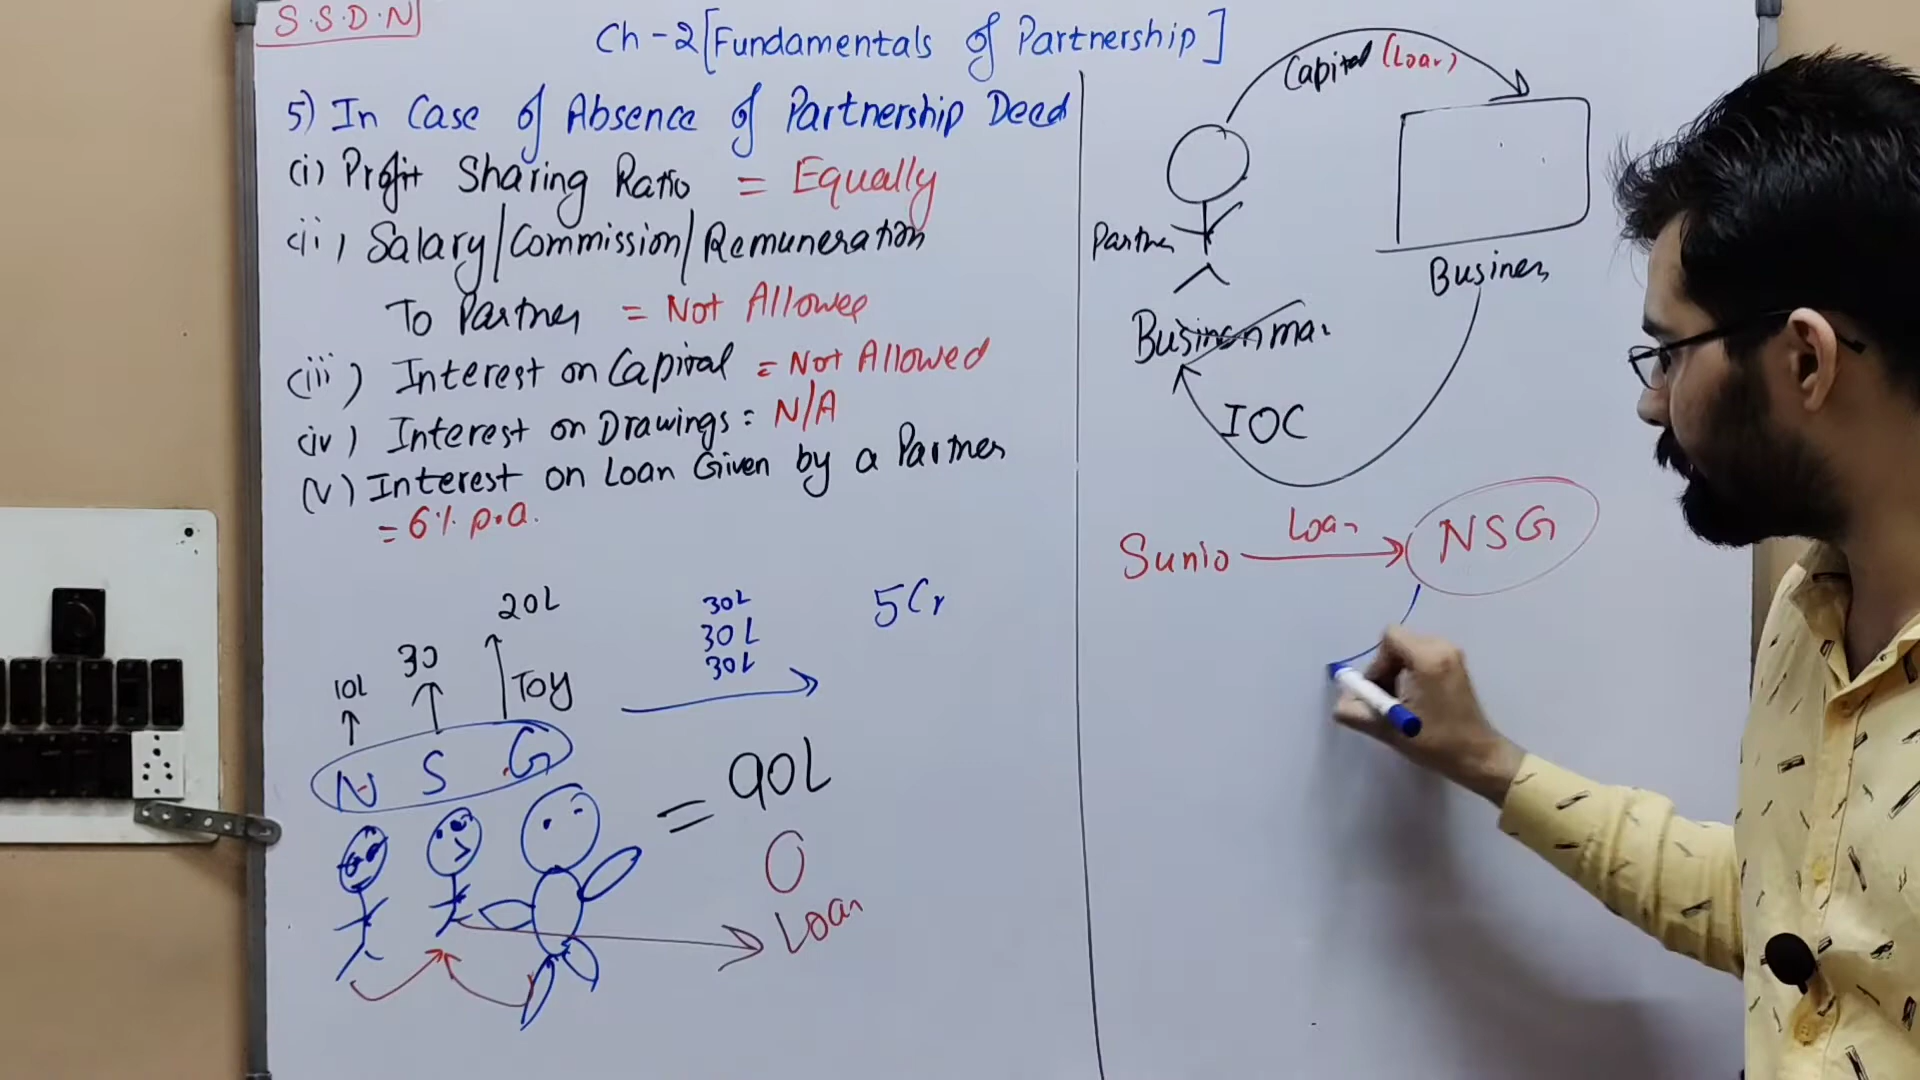 S.S.D.N
Ch-2[Fundamentals of Partnership]
5) In Case of Absence of Partnership Deed
(i) Profit Sharing Ratio = Equally
(ii) Salary/Commission/Remuneration
To Partner = Not Allowed
(iii) Interest on Capital = Not Allowed
(iv) Interest on Drawings: N/A
(v) Interest on Loan Given by a Partner
= 6% p.a.
10L
30
20L
Toy
30L
30L
30L
5Cr
N S G
= 90L
0
Loan
Capital (Loan)
Partner
Business
Businessman
IOC
Loan
NSG